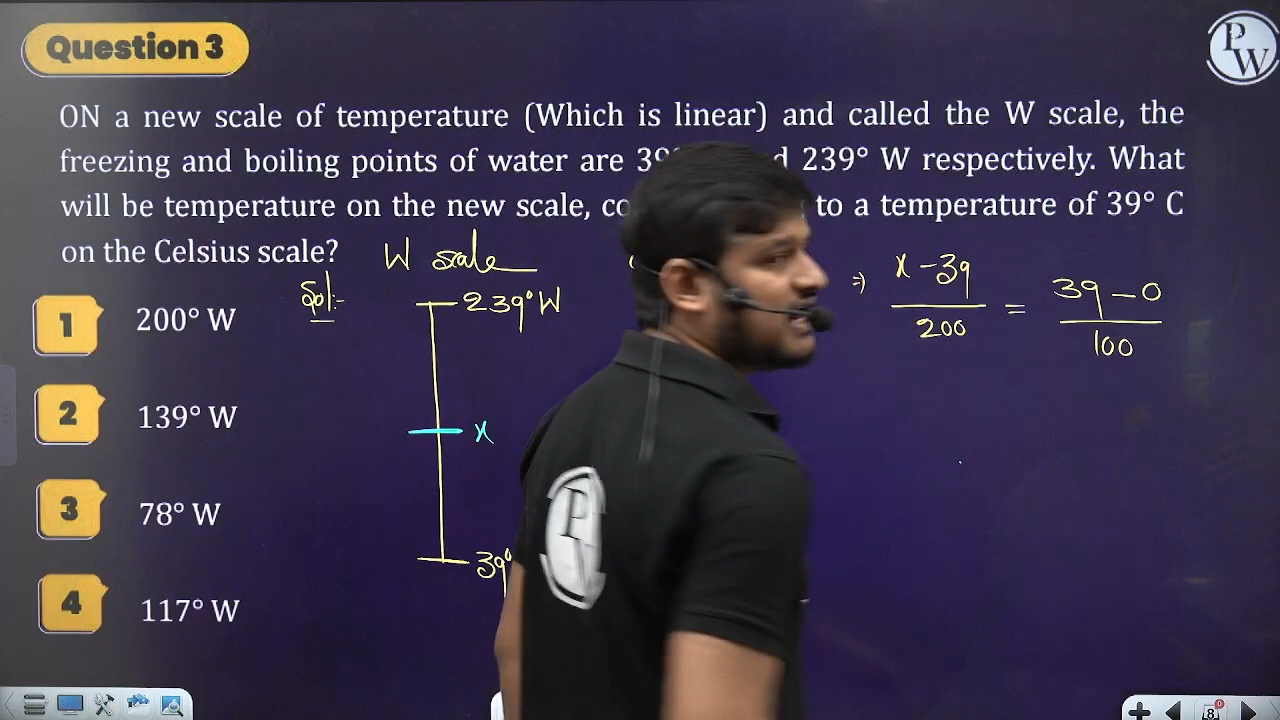 Question 3
PW
ON a new scale of temperature (Which is linear) and called the W scale, the
freezing and boiling points of water are 239° W respectively. What
will be temperature on the new scale, to a temperature of 39° C
on the Celsius scale?
W scale
Sol:-
239° W
x
39°
⇒ x - 39 / 200 = 39 - 0 / 100
1 200° W
2 139° W
3 78° W
4 117° W
PW
8